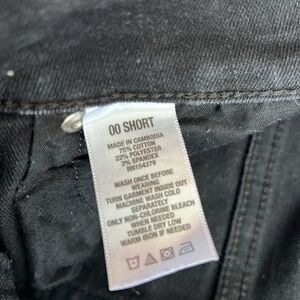 00 SHORT
MADE IN CAMBODIA
75% COTTON
22% POLYESTER
3% SPANDEX
RN154379
WASH ONCE BEFORE
WEARING
TURN GARMENT INSIDE OUT
MACHINE WASH COLD
SEPARATELY
ONLY NON-CHLORINE BLEACH
WHEN NEEDED
TUMBLE DRY LOW
WARM IRON IF NEEDED